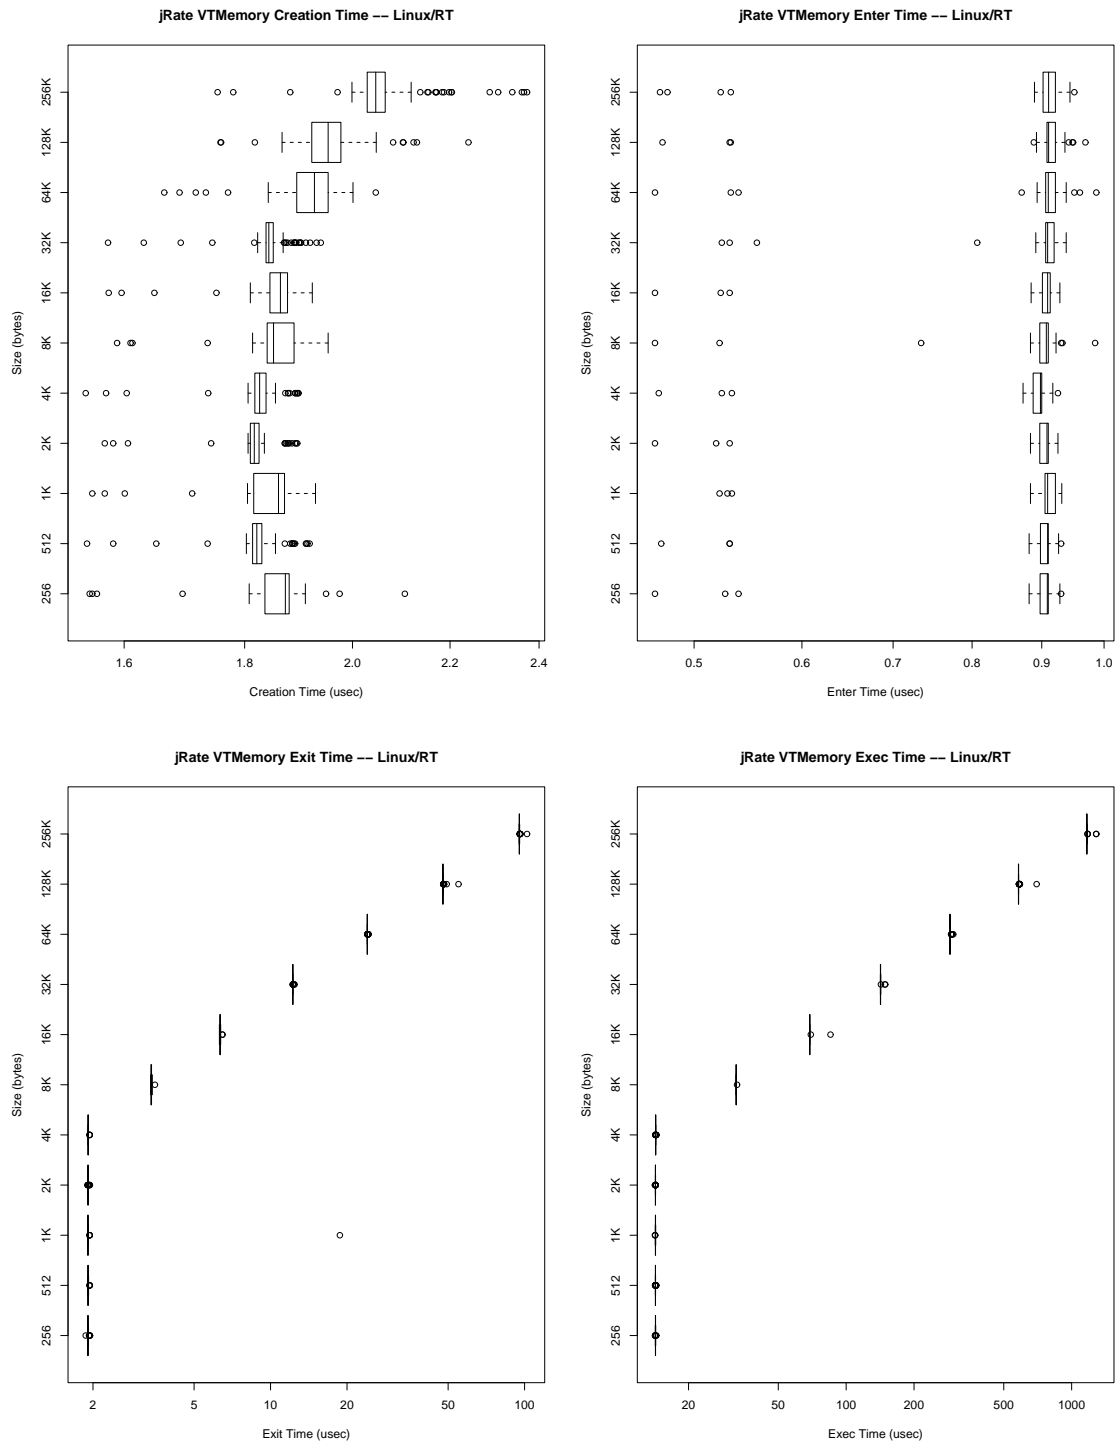 jRate VTMemory Creation Time −− Linux/RT
Size (bytes)
256K
128K
64K
32K
16K
8K
4K
2K
1K
512
256
1.6 1.8 2.0 2.2 2.4
Creation Time (usec)
jRate VTMemory Enter Time −− Linux/RT
Size (bytes)
256K
128K
64K
32K
16K
8K
4K
2K
1K
512
256
0.5 0.6 0.7 0.8 0.9 1.0
Enter Time (usec)
jRate VTMemory Exit Time −− Linux/RT
Size (bytes)
256K
128K
64K
32K
16K
8K
4K
2K
1K
512
256
2 5 10 20 50 100
Exit Time (usec)
jRate VTMemory Exec Time −− Linux/RT
Size (bytes)
256K
128K
64K
32K
16K
8K
4K
2K
1K
512
256
20 50 100 200 500 1000
Exec Time (usec)